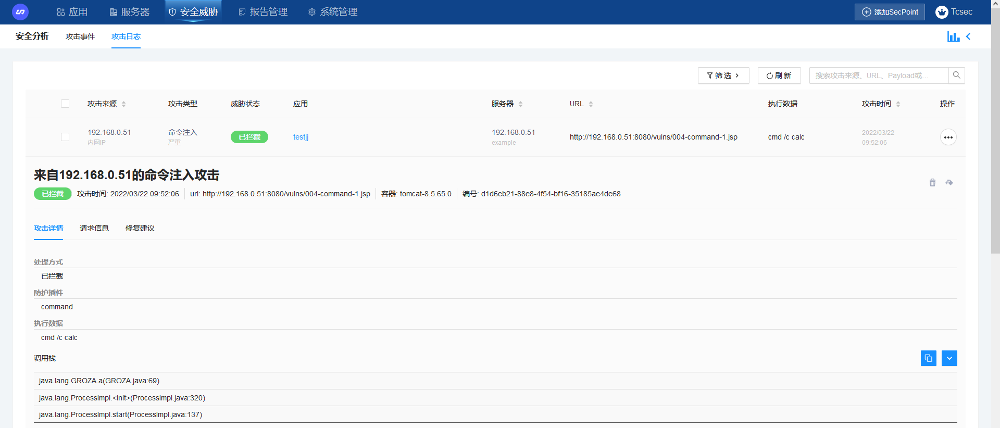 应用 服务器 安全威胁 报告管理 系统管理 添加SecPoint Tcsec
安全分析 攻击事件 攻击日志
筛选 刷新 搜索攻击来源、URL、Payload或...
攻击来源 攻击类型 威胁状态 应用 服务器 URL 执行数据 攻击时间 操作
192.168.0.51 命令注入 已拦截 testjj 192.168.0.51 http://192.168.0.51:8080/vulns/004-command-1.jsp cmd /c calc 2022/03/22
内网IP 严重 example 09:52:06
来自192.168.0.51的命令注入攻击
已拦截 攻击时间: 2022/03/22 09:52:06 url: http://192.168.0.51:8080/vulns/004-command-1.jsp 容器: tomcat-8.5.65.0 编号: d1d6eb21-88e8-4f54-bf16-35185ae4de68
攻击详情 请求信息 修复建议
处理方式
已拦截
防护插件
command
执行数据
cmd /c calc
调用栈
java.lang.GROZA.a(GROZA.java:69)
java.lang.ProcessImpl.<init>(ProcessImpl.java:320)
java.lang.ProcessImpl.start(ProcessImpl.java:137)